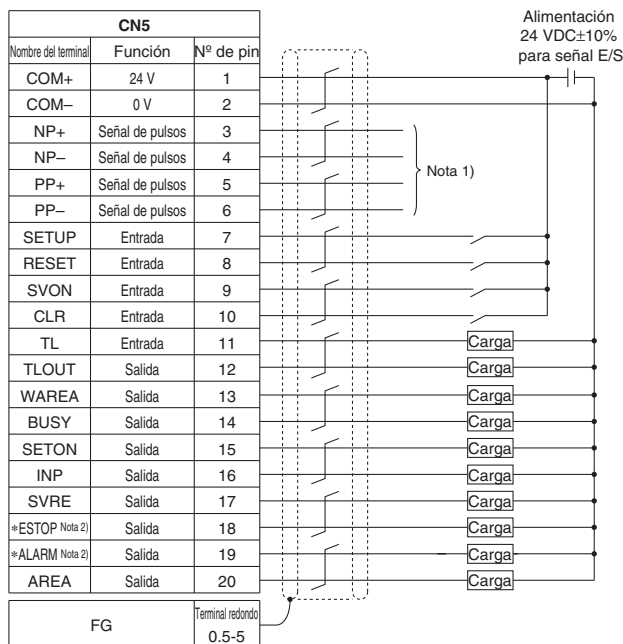 Alimentación
24 VDC±10%
para señal E/S
CN5
Nombre del terminal Función Nº de pin
COM+ 24 V 1
COM– 0 V 2
NP+ Señal de pulsos 3
NP– Señal de pulsos 4
PP+ Señal de pulsos 5
PP– Señal de pulsos 6
Nota 1)
SETUP Entrada 7
RESET Entrada 8
SVON Entrada 9
CLR Entrada 10
TL Entrada 11 Carga
TLOUT Salida 12 Carga
WAREA Salida 13 Carga
BUSY Salida 14 Carga
SETON Salida 15 Carga
INP Salida 16 Carga
SVRE Salida 17 Carga
*ESTOP Nota 2) Salida 18 Carga
*ALARM Nota 2) Salida 19 Carga
AREA Salida 20 Carga
FG Terminal redondo
0.5-5